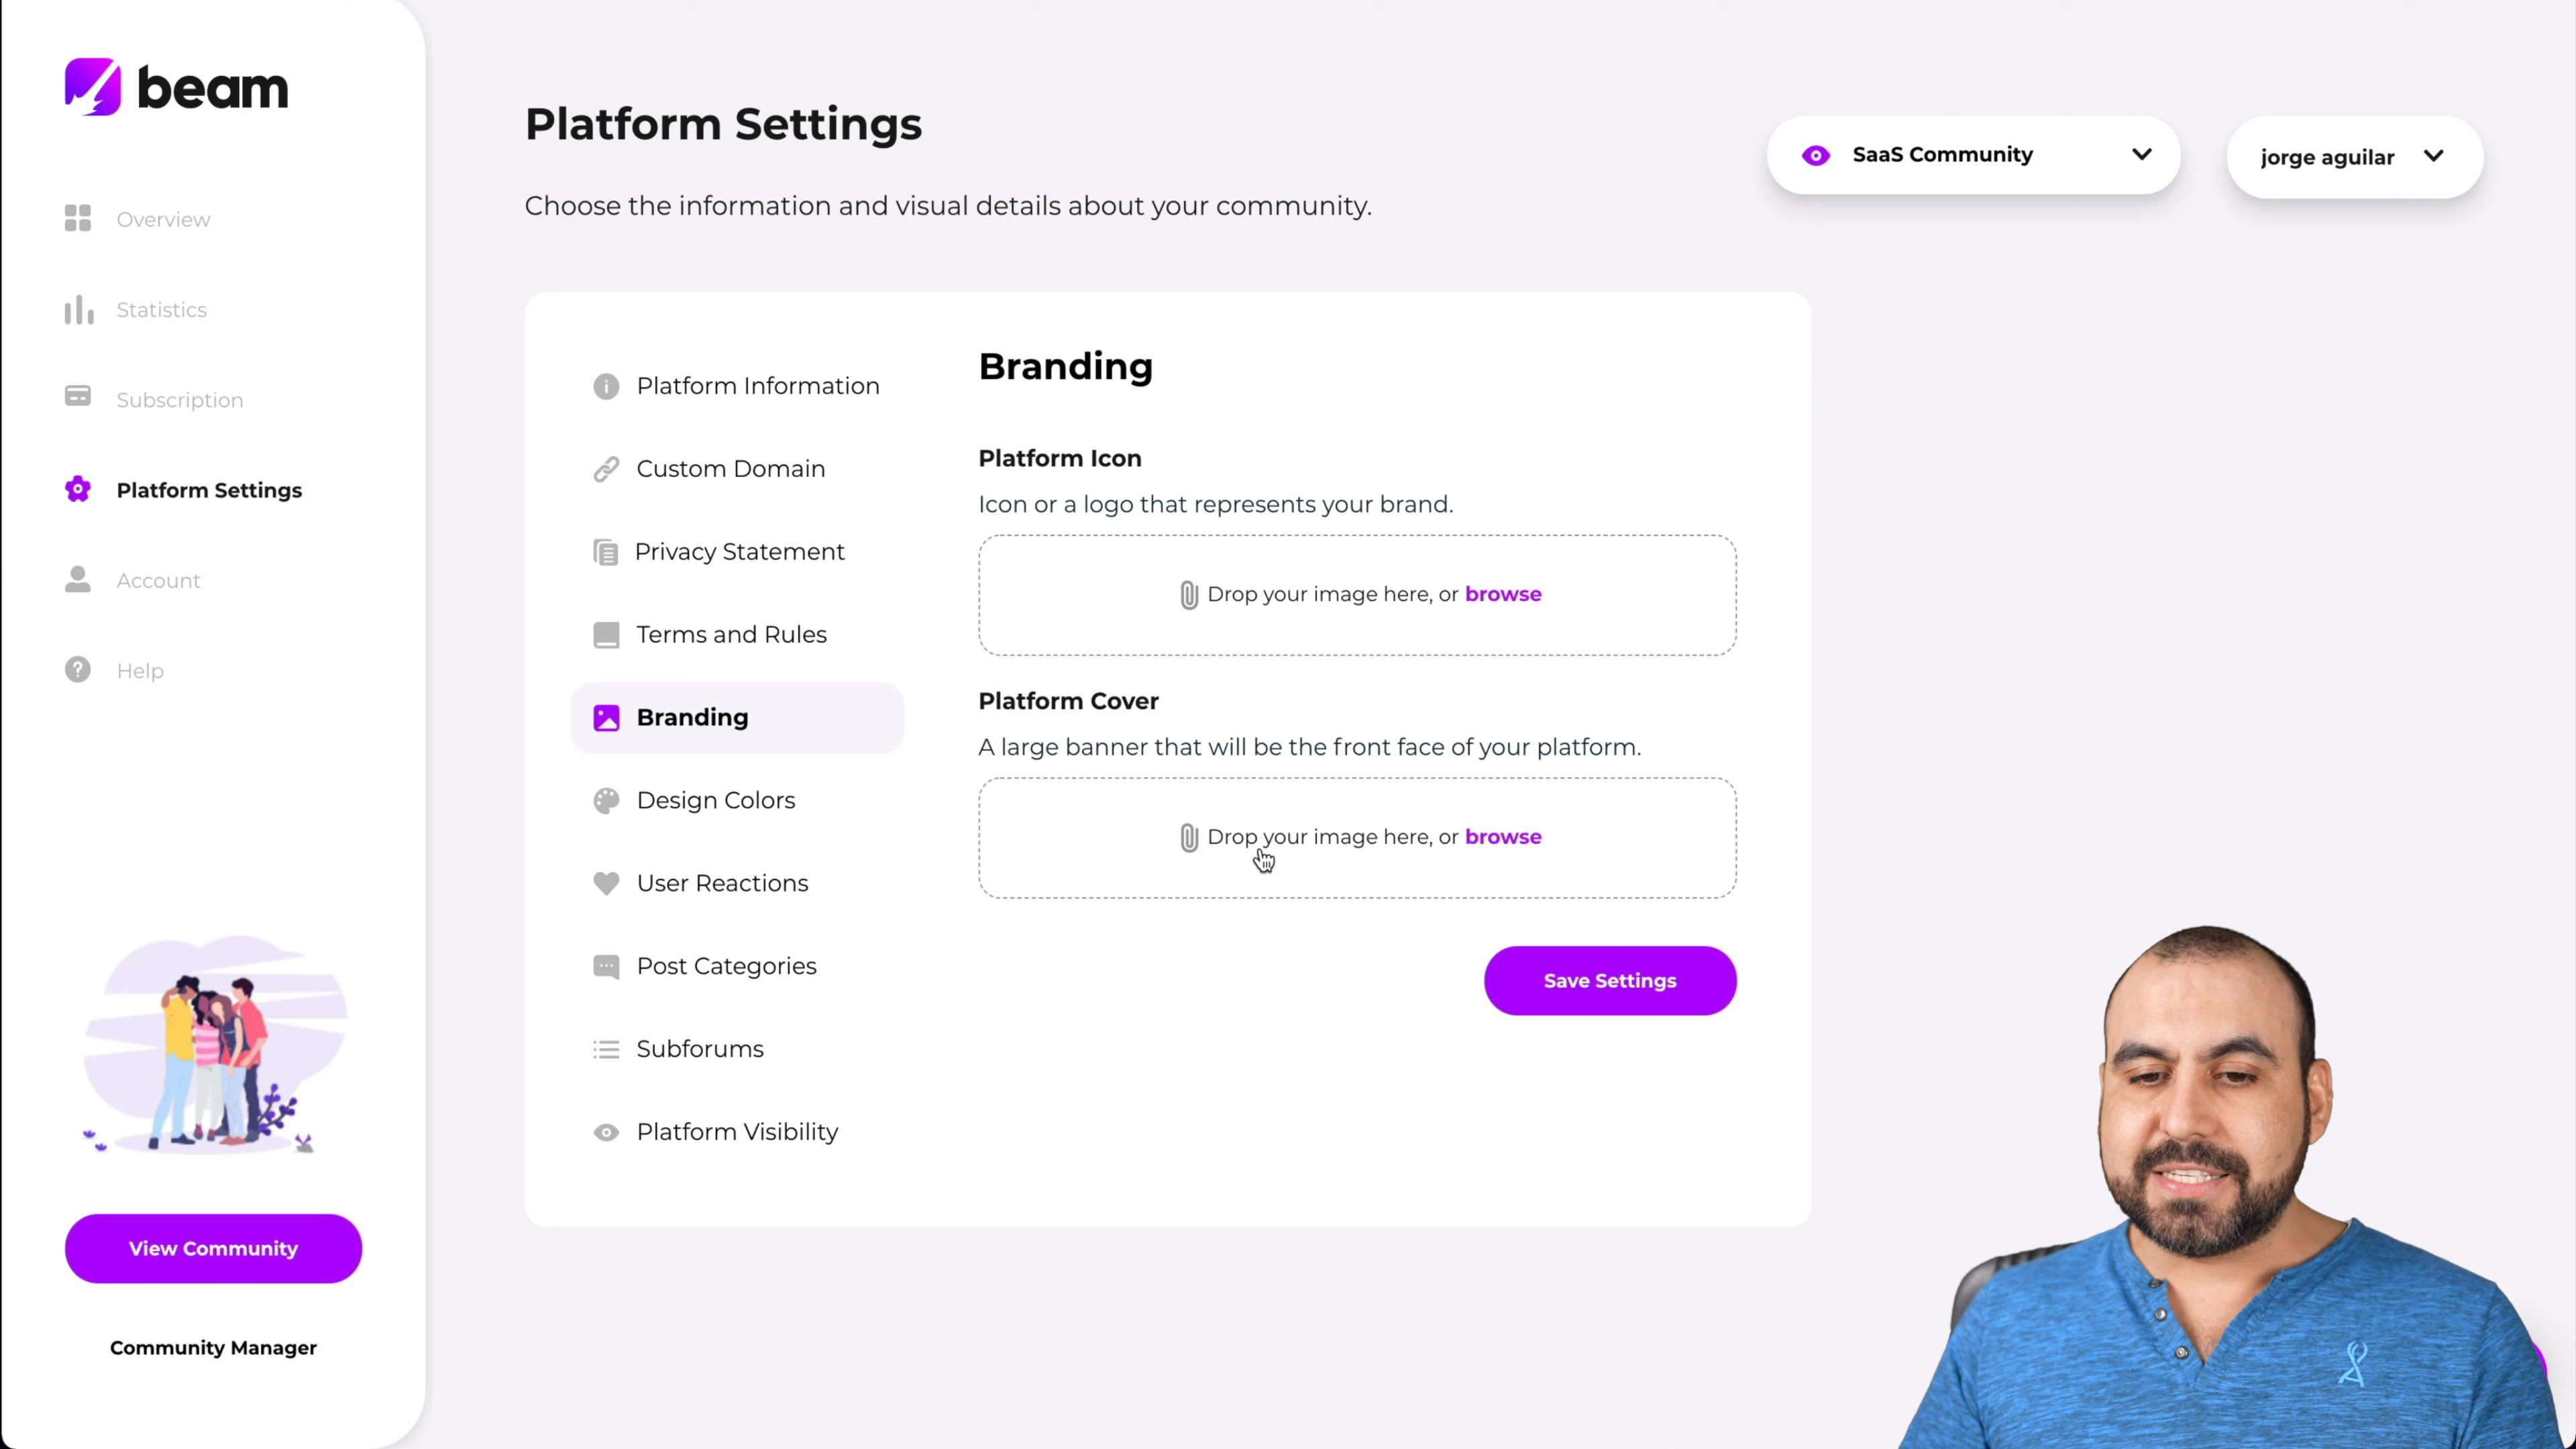 beam
Overview
Statistics
Subscription
Platform Settings
Account
Help
View Community
Community Manager
Platform Settings
Choose the information and visual details about your community.
SaaS Community
jorge aguilar
Platform Information
Custom Domain
Privacy Statement
Terms and Rules
Branding
Design Colors
User Reactions
Post Categories
Subforums
Platform Visibility
Branding
Platform Icon
Icon or a logo that represents your brand.
Drop your image here, or browse
Platform Cover
A large banner that will be the front face of your platform.
Drop your image here, or browse
Save Settings